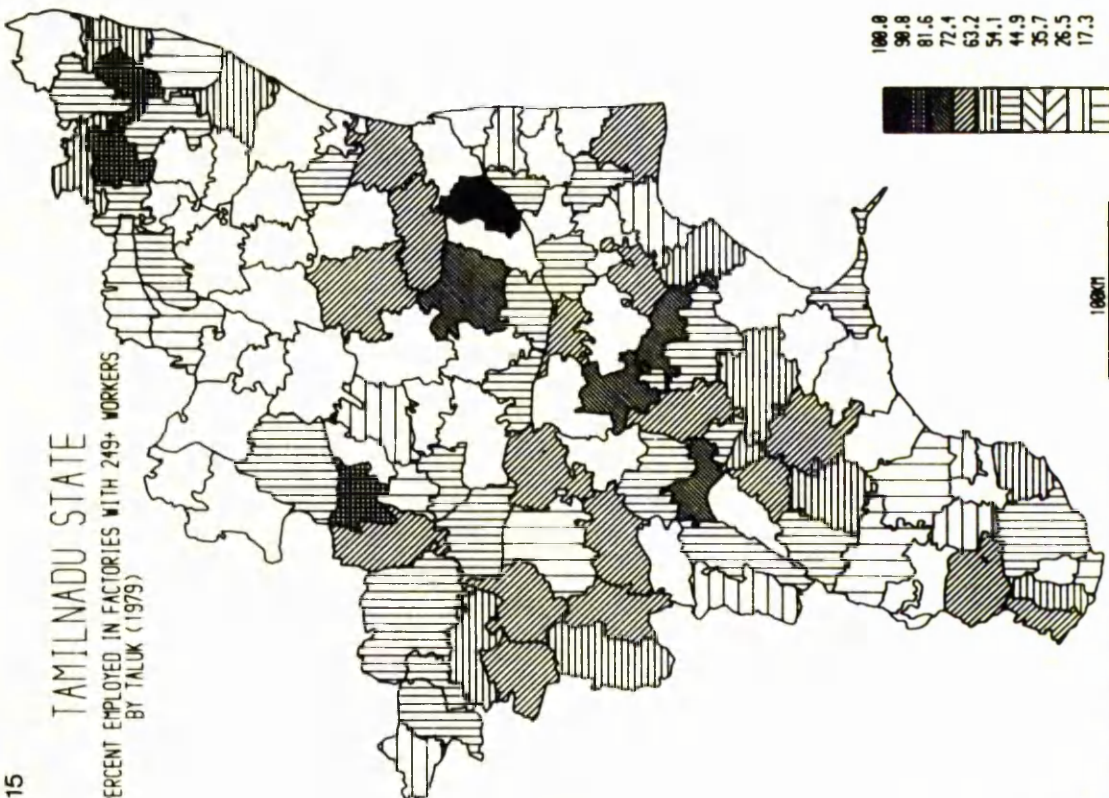 15
TAMILNADU STATE
ERCENT EMPLOYED IN FACTORIES WITH 249+ WORKERS
BY TALUK (1979)
100.0
90.8
81.6
72.4
63.2
54.1
44.9
35.7
26.5
17.3
100KM